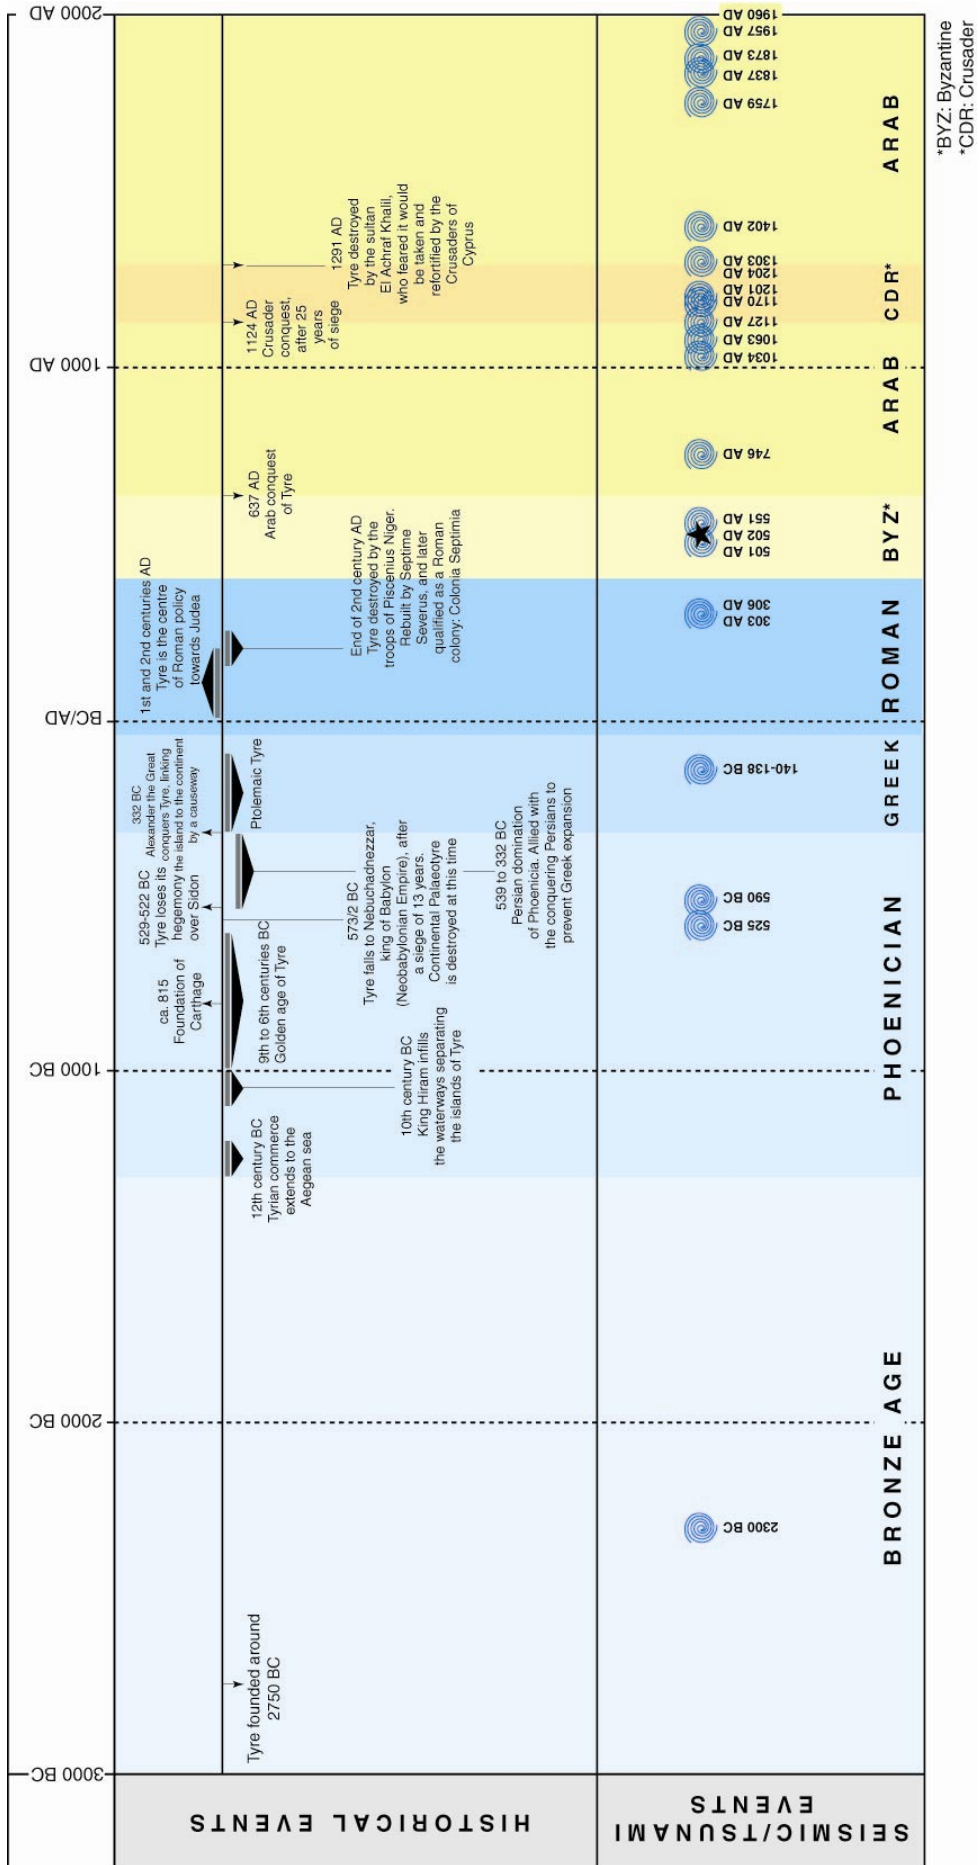 3000 BC
2000 BC
1000 BC
BC/AD
1000 AD
2000 AD
HISTORICAL EVENTS
Tyre founded around
2750 BC
12th century BC
Tyrian commerce
extends to the
Aegean sea
10th century BC
King Hiram infills
the waterways separating
the islands of Tyre
ca. 815
Foundation of
Carthage
9th to 6th centuries BC
Golden age of Tyre
573/2 BC
Tyre falls to Nebuchadnezzar,
king of Babylon
(Neobabylonian Empire), after
a siege of 13 years.
Continental Palaeotyre
is destroyed at this time
529-522 BC
Tyre loses its
hegemony
over Sidon
539 to 332 BC
Persian domination
of Phoenicia. Allied with
the conquering Persians to
prevent Greek expansion
332 BC
Alexander the Great
conquers Tyre, linking
the island to the continent
by a causeway
Ptolemaic Tyre
1st and 2nd centuries AD
Tyre is the centre
of Roman policy
towards Judea
End of 2nd century AD
Tyre destroyed by the
troops of Piscenius Niger.
Rebuilt by Septime
Severus, and later
qualified as a Roman
colony: Colonia Septimia
637 AD
Arab conquest
of Tyre
1124 AD
Crusader
conquest,
after 25
years
of siege
1291 AD
Tyre destroyed
by the sultan
El Achraf Khalil,
who feared it would
be taken and
refortified by the
Crusaders of
Cyprus
SEISMIC/TSUNAMI
EVENTS
2300 BC
525 BC
590 BC
140-138 BC
303 AD
306 AD
501 AD
502 AD
551 AD
746 AD
1034 AD
1063 AD
1127 AD
1170 AD
1201 AD
1204 AD
1303 AD
1402 AD
1759 AD
1837 AD
1873 AD
1957 AD
1960 AD
BRONZE AGE
PHOENICIAN
GREEK
ROMAN
BYZ*
ARAB
CDR*
ARAB
*BYZ: Byzantine
*CDR: Crusader